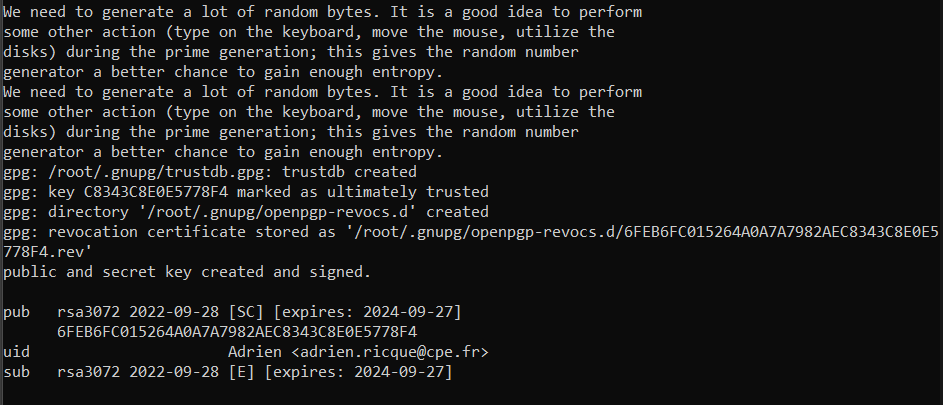 We need to generate a lot of random bytes. It is a good idea to perform
some other action (type on the keyboard, move the mouse, utilize the
disks) during the prime generation; this gives the random number
generator a better chance to gain enough entropy.
We need to generate a lot of random bytes. It is a good idea to perform
some other action (type on the keyboard, move the mouse, utilize the
disks) during the prime generation; this gives the random number
generator a better chance to gain enough entropy.
gpg: /root/.gnupg/trustdb.gpg: trustdb created
gpg: key C8343C8E0E5778F4 marked as ultimately trusted
gpg: directory '/root/.gnupg/openpgp-revocs.d' created
gpg: revocation certificate stored as '/root/.gnupg/openpgp-revocs.d/6FEB6FC015264A0A7A7982AEC8343C8E0E5
778F4.rev'
public and secret key created and signed.

pub   rsa3072 2022-09-28 [SC] [expires: 2024-09-27]
      6FEB6FC015264A0A7A7982AEC8343C8E0E5778F4
uid                      Adrien <adrien.ricque@cpe.fr>
sub   rsa3072 2022-09-28 [E] [expires: 2024-09-27]